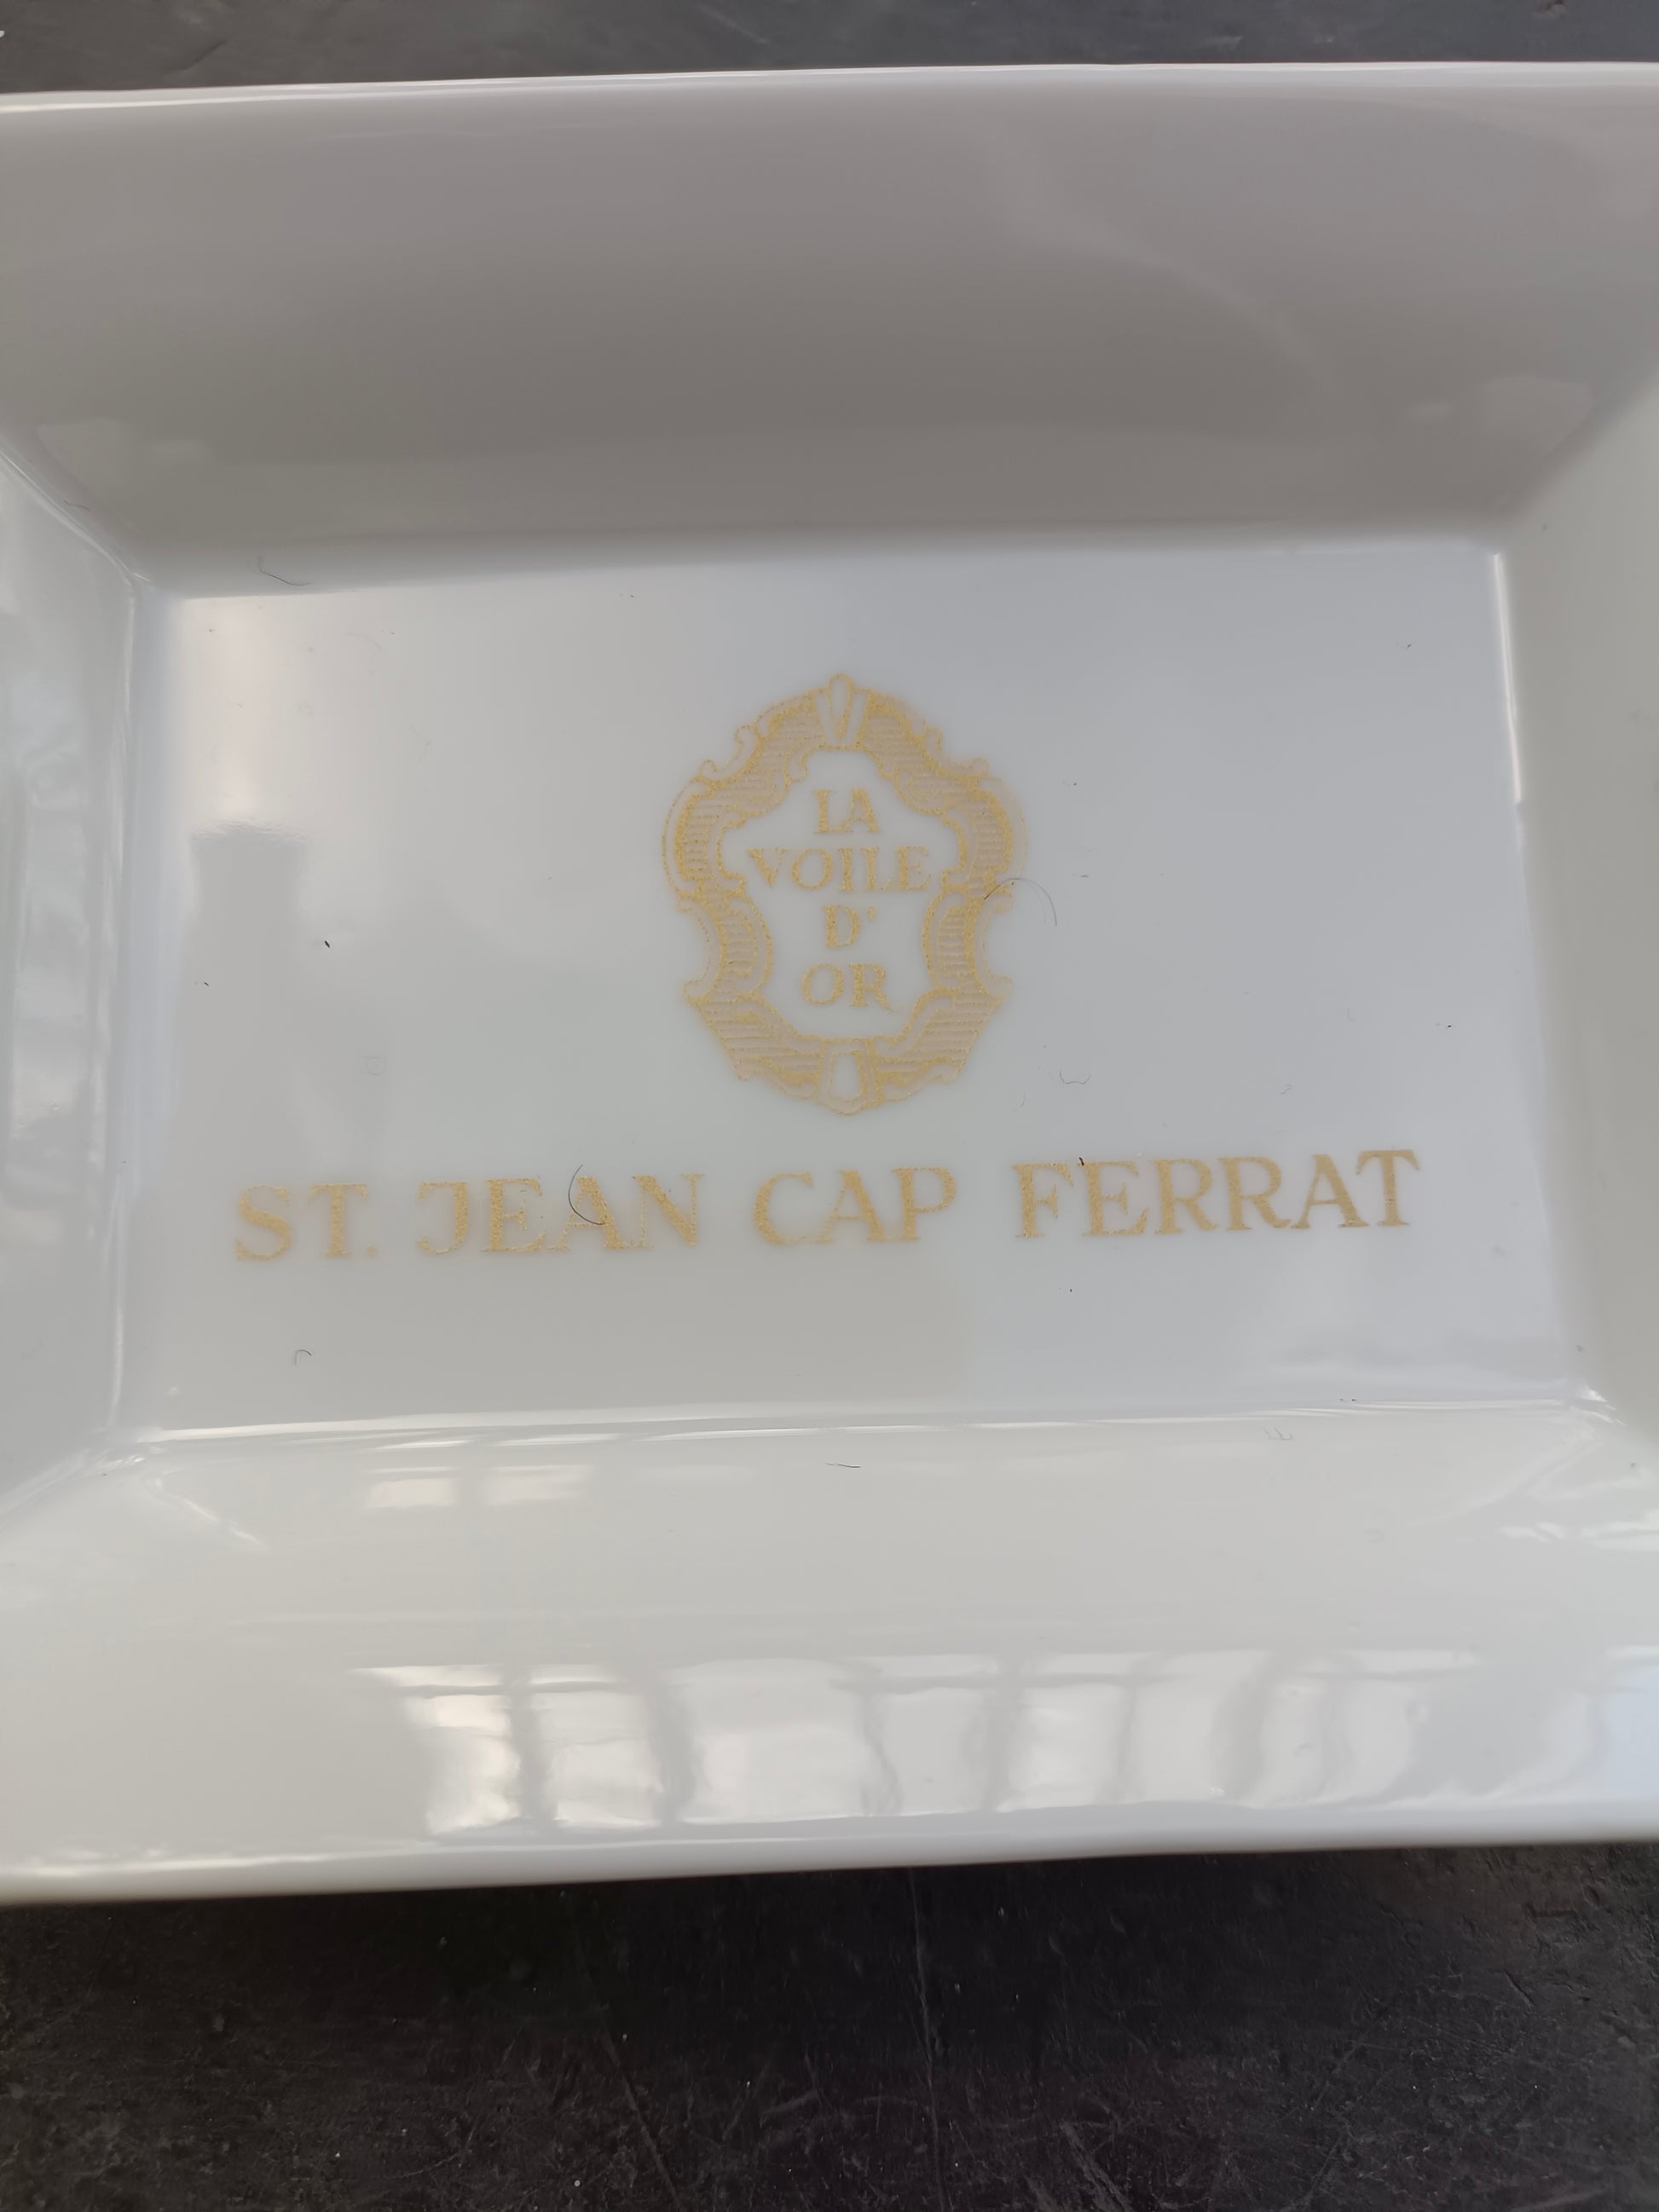 LA
VOILE
D'
OR
ST. JEAN CAP FERRAT